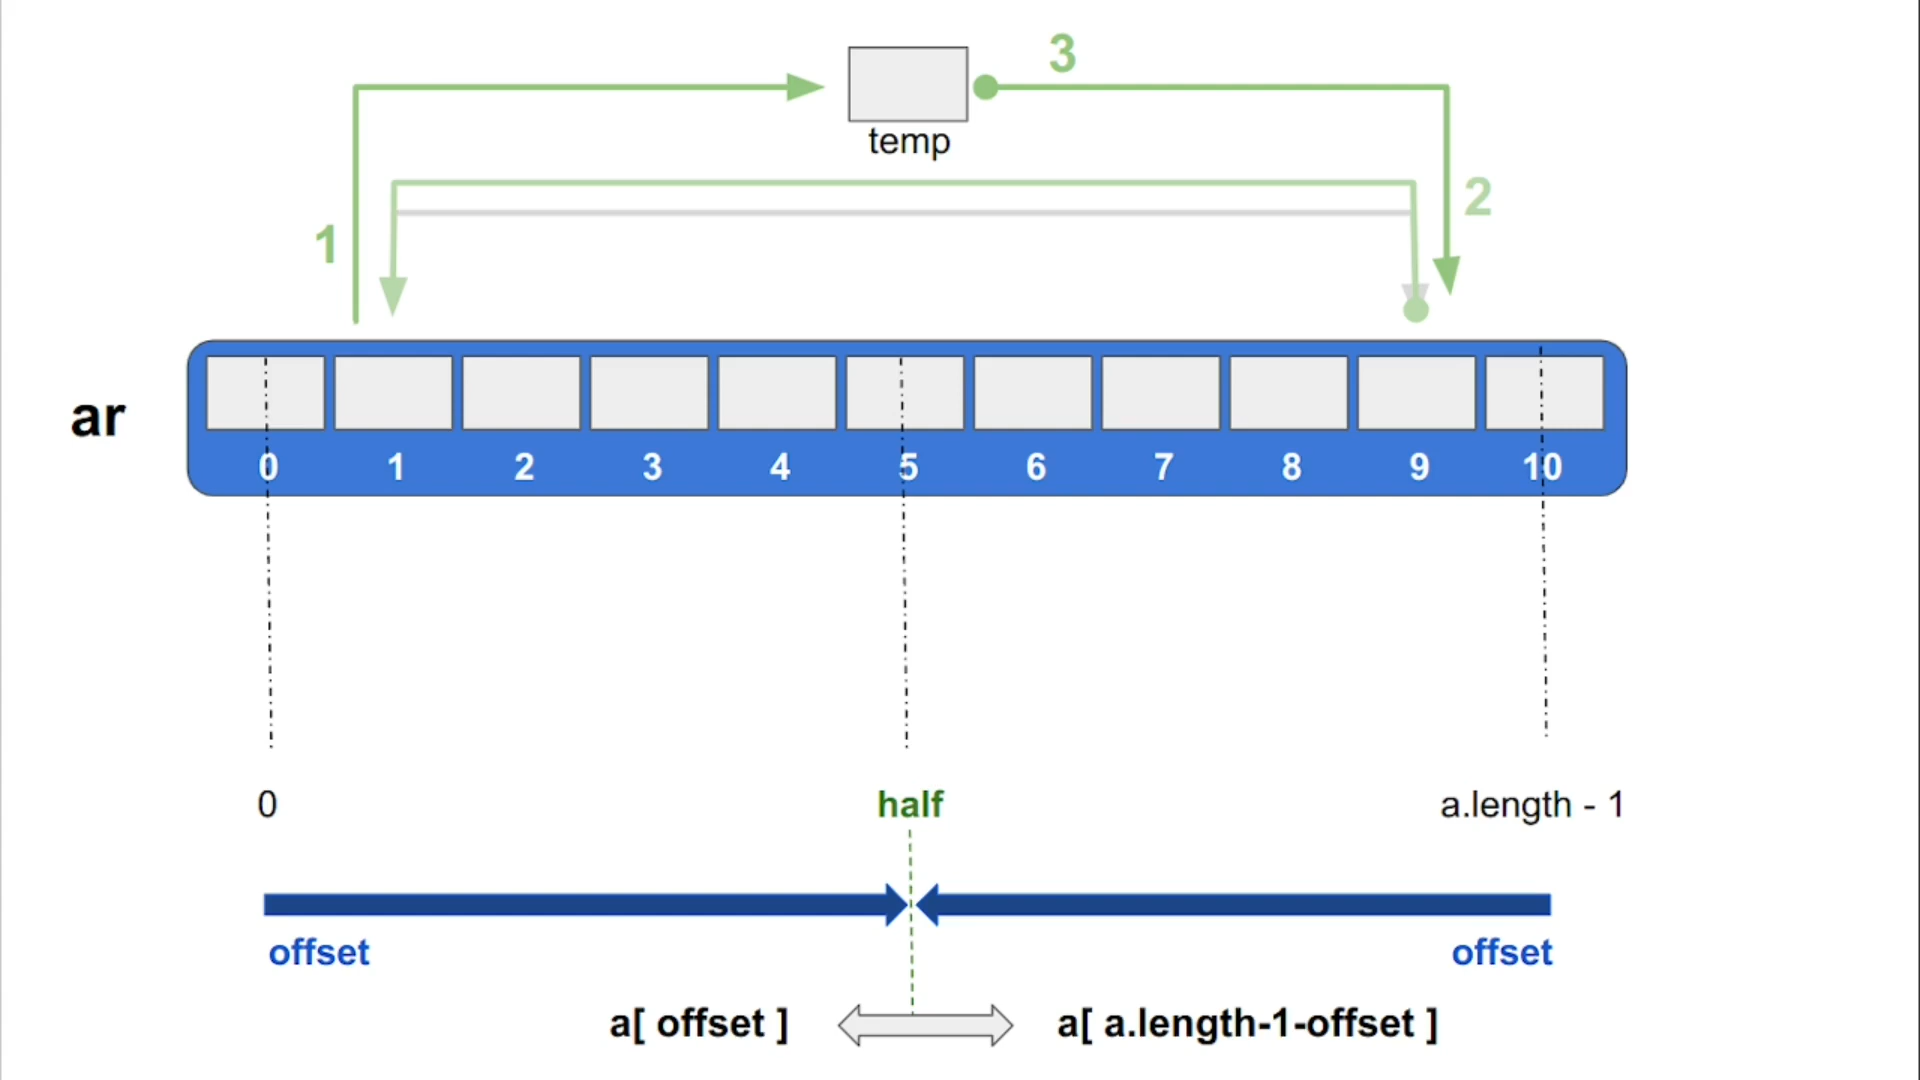 3
temp
2
1
ar
0 1 2 3 4 5 6 7 8 9 10
0 half a.length - 1
offset offset
a[ offset ] a[ a.length-1-offset ]